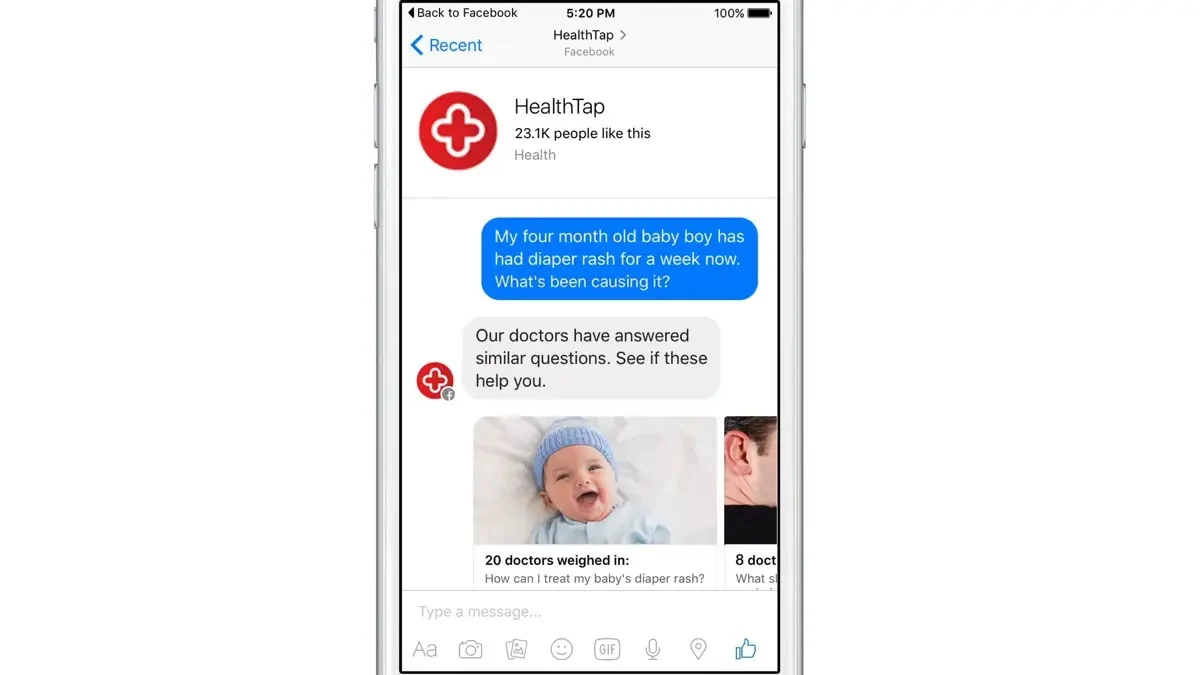 Back to Facebook 5:20 PM 100%
Recent
HealthTap
Facebook
HealthTap
23.1K people like this
Health
My four month old baby boy has
had diaper rash for a week now.
What's been causing it?
Our doctors have answered
similar questions. See if these
help you.
20 doctors weighed in:
How can I treat my baby's diaper rash?
8 doct
What
Type a message...
Aa
GIF